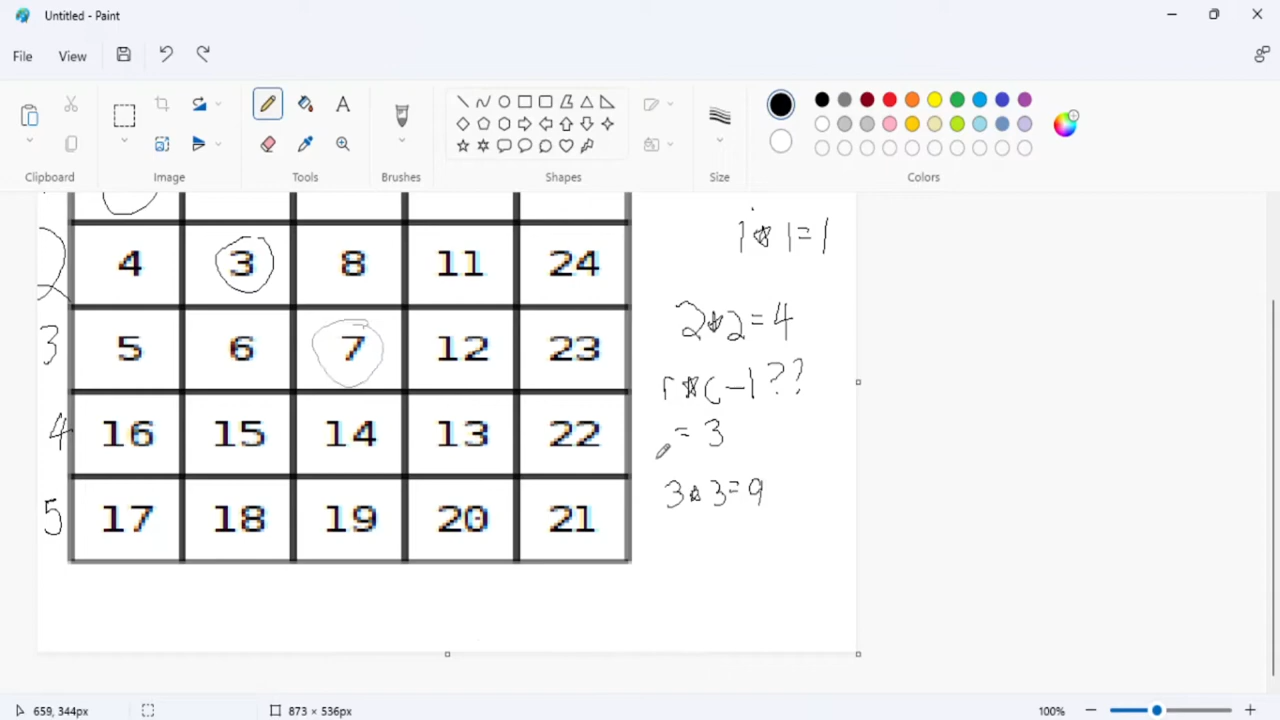 Untitled - Paint
File View
Clipboard Image Tools Brushes Shapes Size Colors
1*1=1
4 3 8 11 24
2*2=4
3 5 6 7 12 23
r*c-1??
4 16 15 14 13 22
= 3
3*3=9
5 17 18 19 20 21
659, 344px 873 × 536px 100%